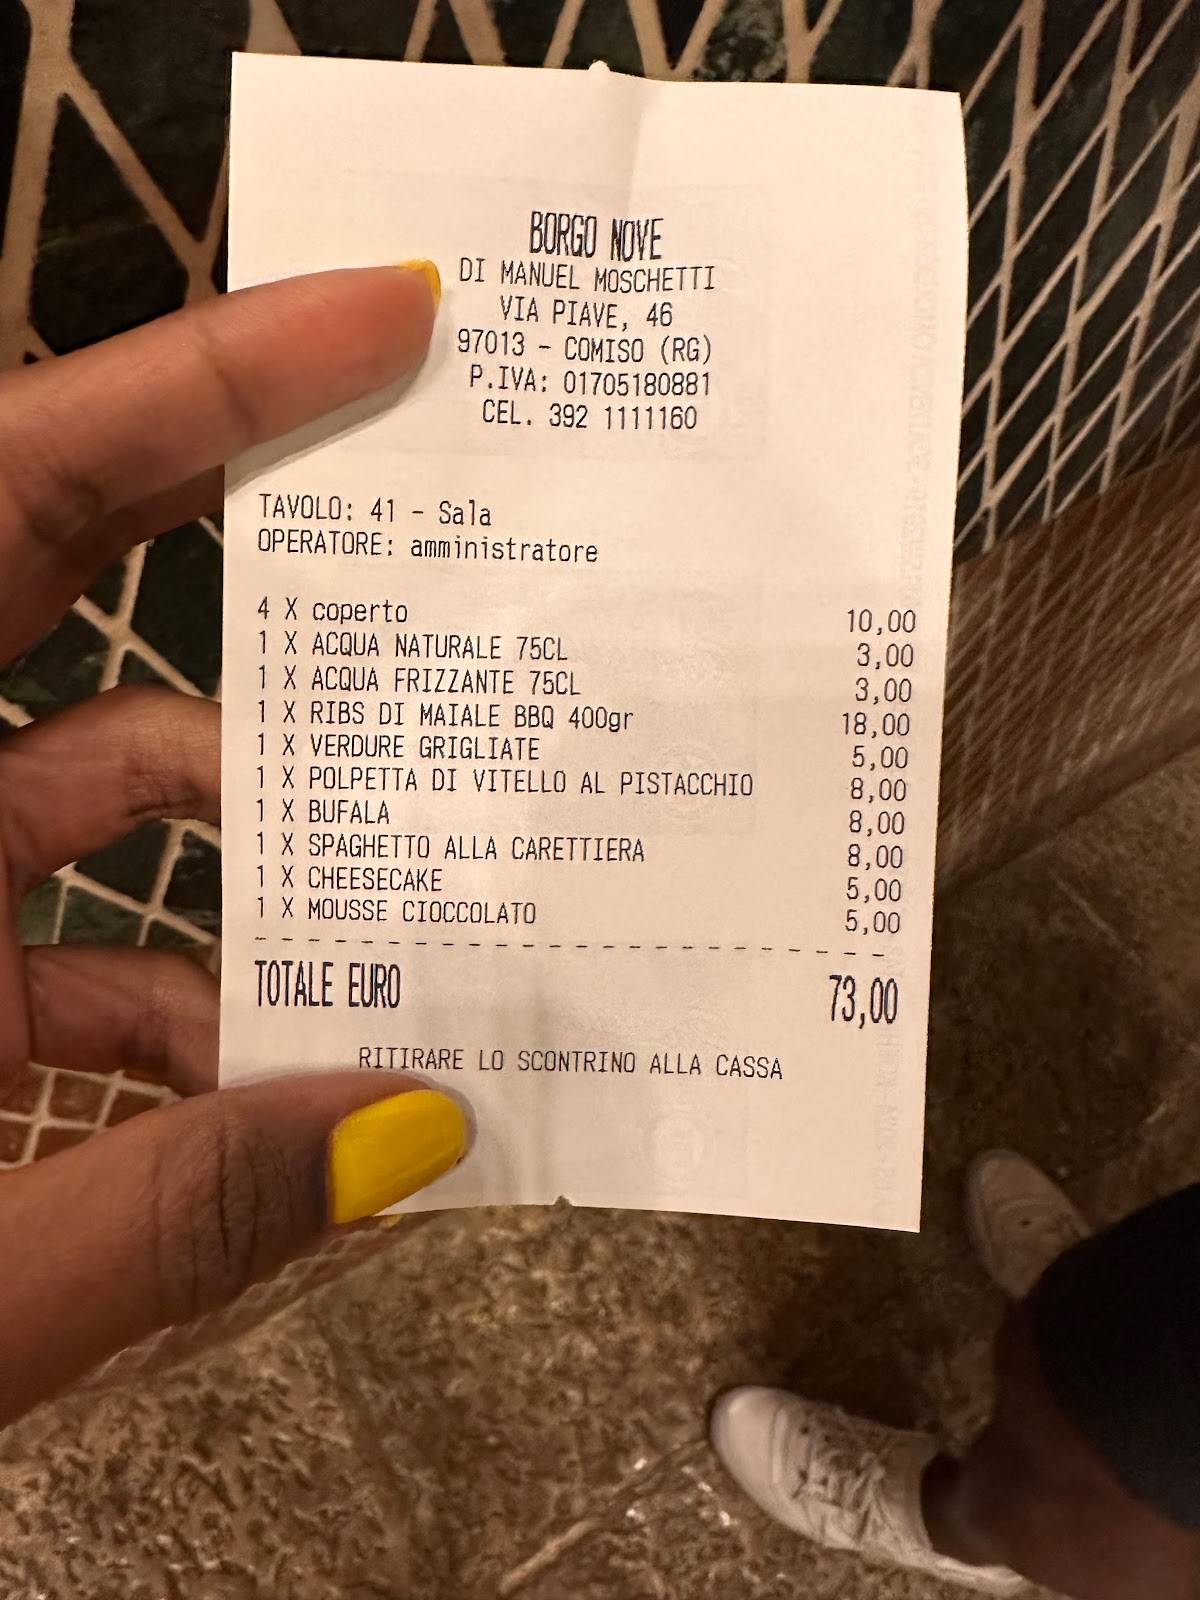 BORGO NOVE
DI MANUEL MOSCHETTI
VIA PIAVE, 46
97013 - COMISO (RG)
P.IVA: 01705180881
CEL. 392 1111160
TAVOLO: 41 - Sala
OPERATORE: amministratore
4 X coperto 10,00
1 X ACQUA NATURALE 75CL 3,00
1 X ACQUA FRIZZANTE 75CL 3,00
1 X RIBS DI MAIALE BBQ 400gr 18,00
1 X VERDURE GRIGLIATE 5,00
1 X POLPETTA DI VITELLO AL PISTACCHIO 8,00
1 X BUFALA 8,00
1 X SPAGHETTO ALLA CARETTIERA 8,00
1 X CHEESECAKE 5,00
1 X MOUSSE CIOCCOLATO 5,00
TOTALE EURO 73,00
RITIRARE LO SCONTRINO ALLA CASSA